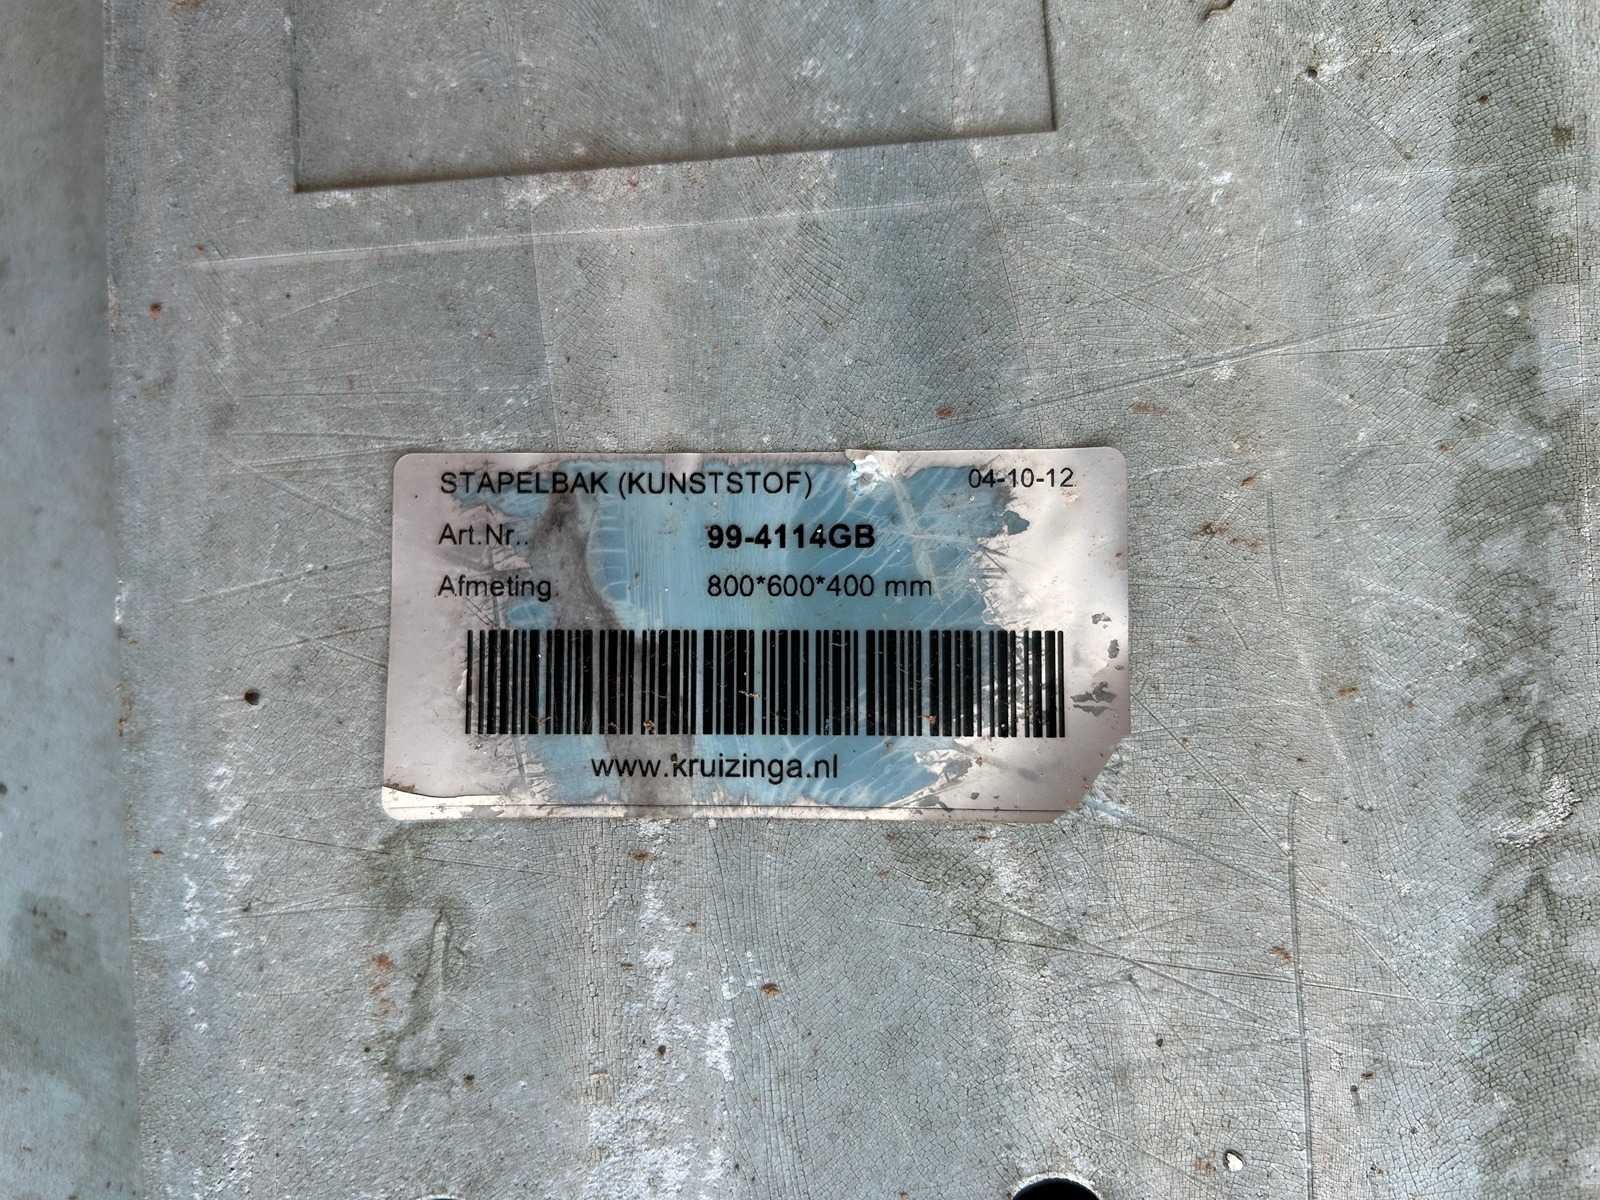 STAPELBAK (KUNSTSTOF) 04-10-12
Art.Nr.. 99-4114GB
Afmeting. 800*600*400 mm
www.kruizinga.nl